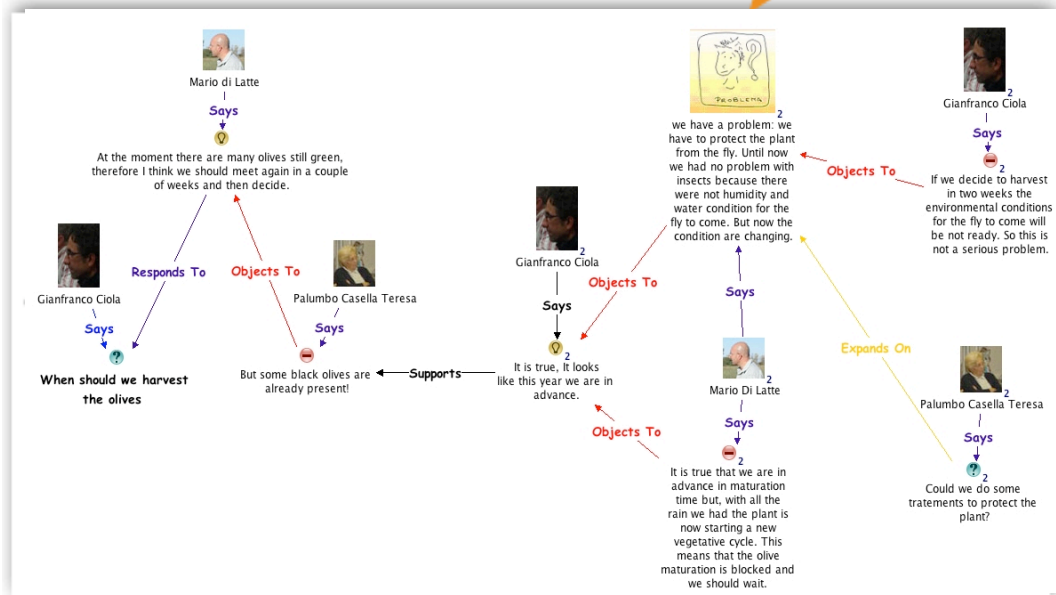 Mario di Latte
Says
At the moment there are many olives still green,
therefore I think we should meet again in a couple
of weeks and then decide.
Responds To
Objects To
Gianfranco Ciola
Says
When should we harvest
the olives
Palumbo Casella Teresa
Says
But some black olives are
already present!
Supports
Gianfranco Ciola
2
Says
2
It is true, It looks
like this year we are in
advance.
Objects To
Objects To
PROBLEMA
2
we have a problem: we
have to protect the plant
from the fly. Until now
we had no problem with
insects because there
were not humidity and
water condition for the
fly to come. But now the
condition are changing.
Says
2
Mario Di Latte
Says
2
It is true that we are in
advance in maturation
time but, with all the
rain we had the plant is
now starting a new
vegetative cycle. This
means that the olive
maturation is blocked and
we should wait.
Objects To
2
Gianfranco Ciola
Says
2
If we decide to harvest
in two weeks the
environmental conditions
for the fly to come will
be not ready. So this is
not a serious problem.
Expands On
2
Palumbo Casella Teresa
Says
2
Could we do some
tratements to protect the
plant?